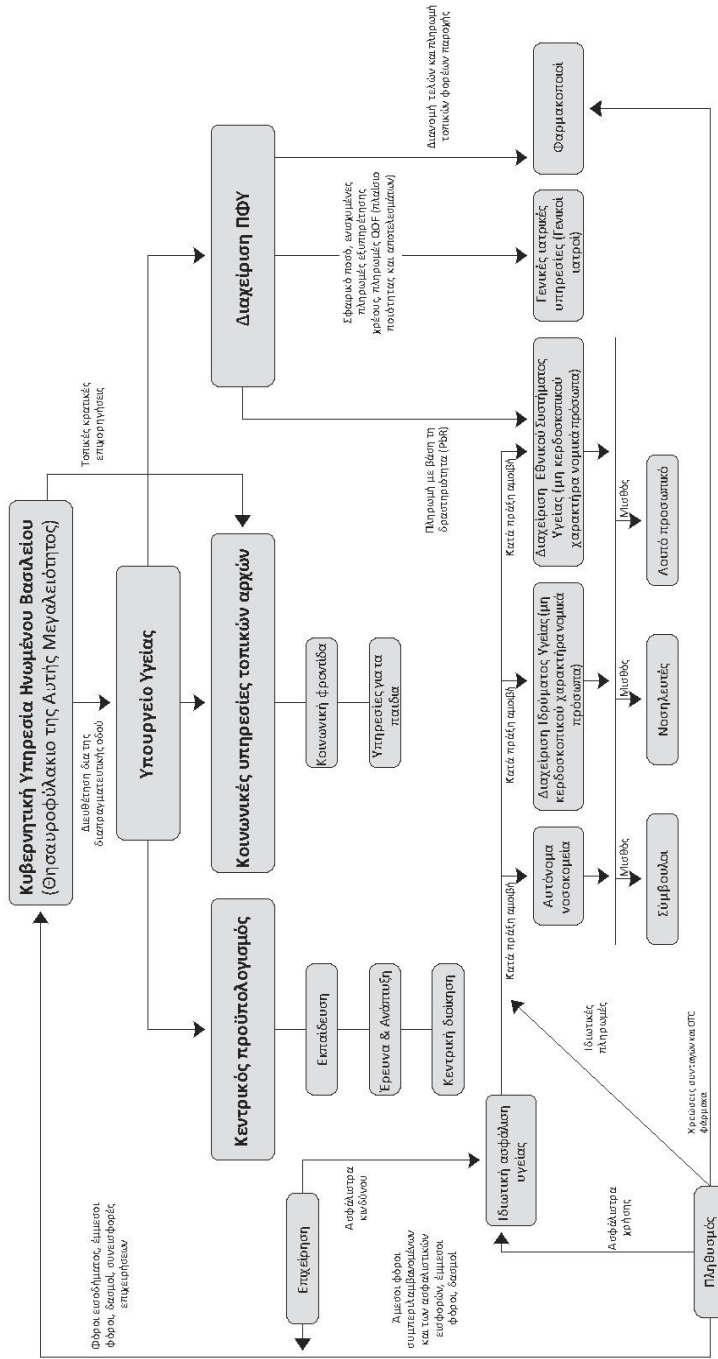 Κυβερνητική Υπηρεσία Ηνωμένου Βασιλείου
(Θησαυροφύλακιο της Αυτής Μεγαλειότητος)
Φόροι εισοδήματος, έμμεσοι
φόροι, δασμοί, συνεισφορές
επιχειρήσεων
Διευθέτηση δια της
διαπραγματευτικής οδού
Τοπικές κρατικές
επιχορηγήσεις
Υπουργείο Υγείας
Κεντρικός προϋπολογισμός
Κοινωνικές υπηρεσίες τοπικών αρχών
Διαχείριση ΠΦΥ
Επιχείρηση
Εκπαίδευση
Έρευνα & Ανάπτυξη
Κεντρική διοίκηση
Κοινωνική φροντίδα
Υπηρεσίες για τα
παιδια
Ασφάλιστρα
κινδύνου
Άμεσοι φόροι
συμπεριλαμβανομένων
και των ασφαλιστικών
εισφορών, έμμεσοι
φόροι, δασμοί
Πληρωμή με βάση τη
δραστηριότητα (PbR)
Σφαιρικό ποσό, ενισχυμένες
πληρωμές εξυπηρέτησης
χρέους, πληρωμές QOF (πλαίσιο
ποιότητας και αποτελεσμάτων)
Διανομή τελών και πληρωμή
τοπικών φορέων παροχής
Ιδιωτική ασφάλιση
υγείας
Κατά πράξη αμοιβή
Κατά πράξη αμοιβή
Κατά πράξη αμοιβή
Αυτόνομα
νοσοκομεία
Διαχείριση Ιδρύματος Υγείας (μη
κερδοσκοπικού χαρακτήρα νομικά
πρόσωπα)
Διαχείριση Εθνικού Συστήματος
Υγείας (μη κερδοσκοπικού
χαρακτήρα νομικά πρόσωπα)
Γενικές ιατρικές
υπηρεσίες (Γενικοί
ιατροί)
Φαρμακοποιοί
Μισθός
Μισθός
Μισθός
Σύμβουλοι
Νοσηλευτές
Λοιπό προσωπικό
Ασφάλιστρα
χρήσης
Ιδιωτικές
πληρωμές
Χρεώσεις συνταγών και OTC
φάρμακα
Πληθυσμός